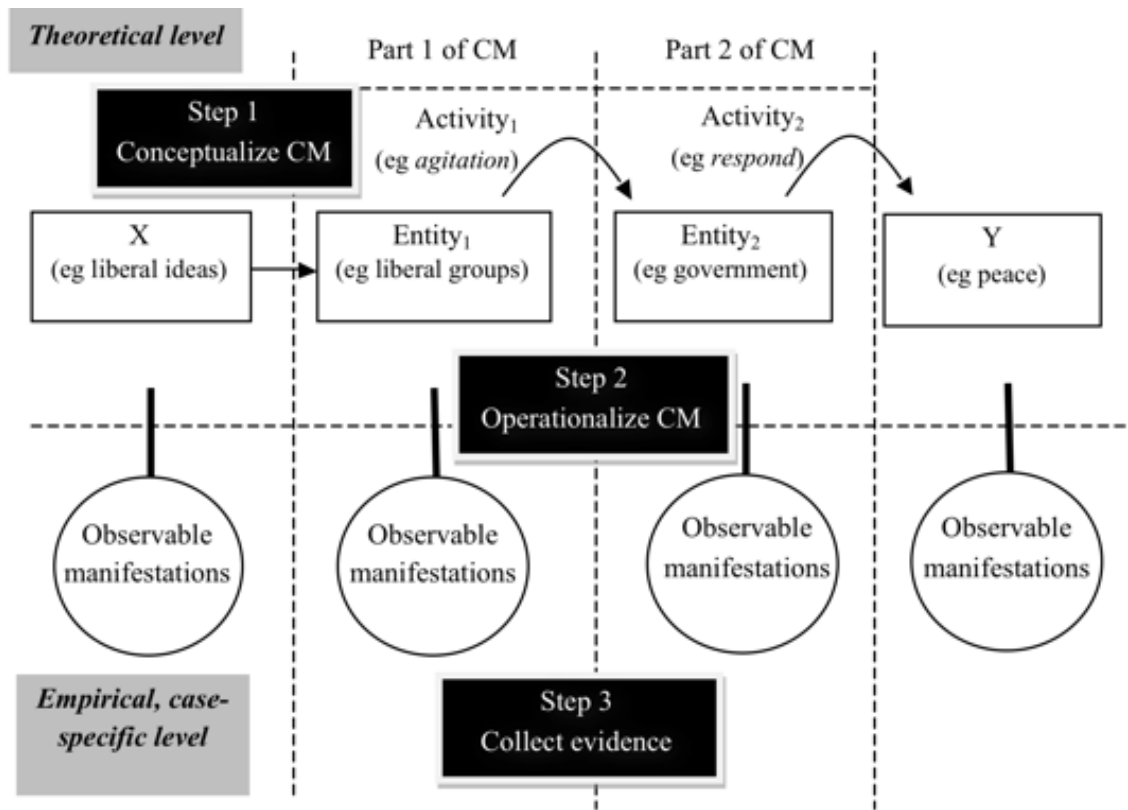 Theoretical level
Part 1 of CM
Part 2 of CM
Step 1
Conceptualize CM
Activity₁
(eg agitation)
Activity₂
(eg respond)
X
(eg liberal ideas)
Entity₁
(eg liberal groups)
Entity₂
(eg government)
Y
(eg peace)
Step 2
Operationalize CM
Observable
manifestations
Observable
manifestations
Observable
manifestations
Observable
manifestations
Empirical, case-
specific level
Step 3
Collect evidence